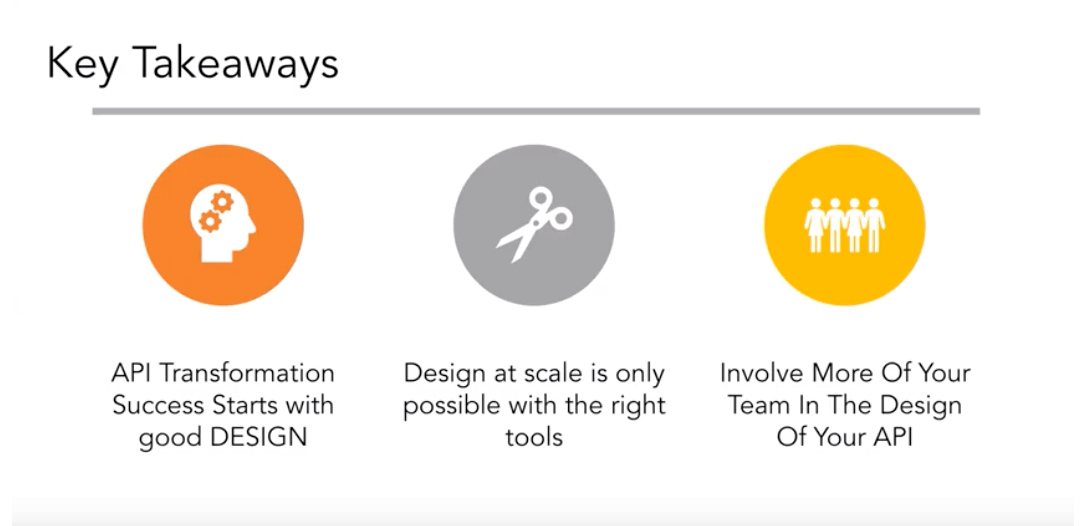 Key Takeaways
API Transformation
Success Starts with
good DESIGN
Design at scale is only
possible with the right
tools
Involve More Of Your
Team In The Design
Of Your API